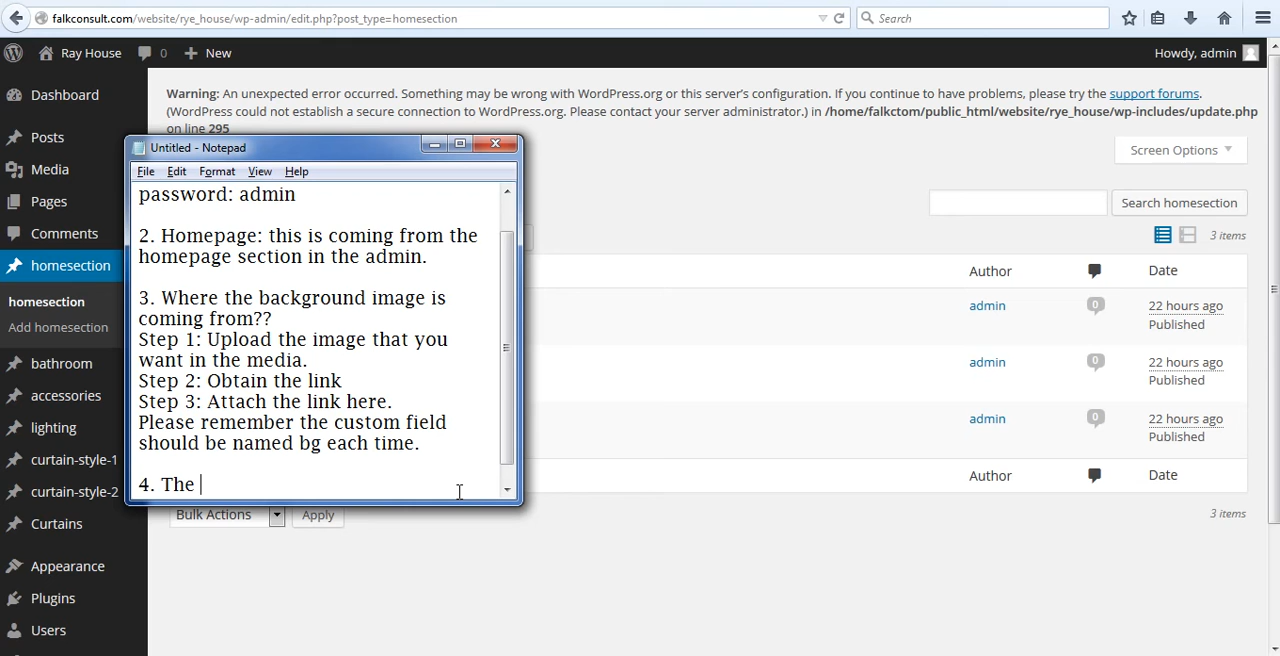 falkconsult.com/website/rye_house/wp-admin/edit.php?post_type=homesection
Search
Ray House
0
New
Howdy, admin
Dashboard
Posts
Media
Pages
Comments
homesection
homesection
Add homesection
bathroom
accessories
lighting
curtain-style-1
curtain-style-2
Curtains
Appearance
Plugins
Users
Warning: An unexpected error occurred. Something may be wrong with WordPress.org or this server's configuration. If you continue to have problems, please try the support forums.
(WordPress could not establish a secure connection to WordPress.org. Please contact your server administrator.) in /home/falkctom/public_html/website/rye_house/wp-includes/update.php
on line 295
Screen Options
Search homesection
3 items
Author
Date
admin
0
22 hours ago
Published
admin
0
22 hours ago
Published
admin
0
22 hours ago
Published
Author
Date
Bulk Actions
Apply
3 items
Untitled - Notepad
File Edit Format View Help
password: admin
2. Homepage: this is coming from the
homepage section in the admin.
3. Where the background image is
coming from??
Step 1: Upload the image that you
want in the media.
Step 2: Obtain the link
Step 3: Attach the link here.
Please remember the custom field
should be named bg each time.
4. The